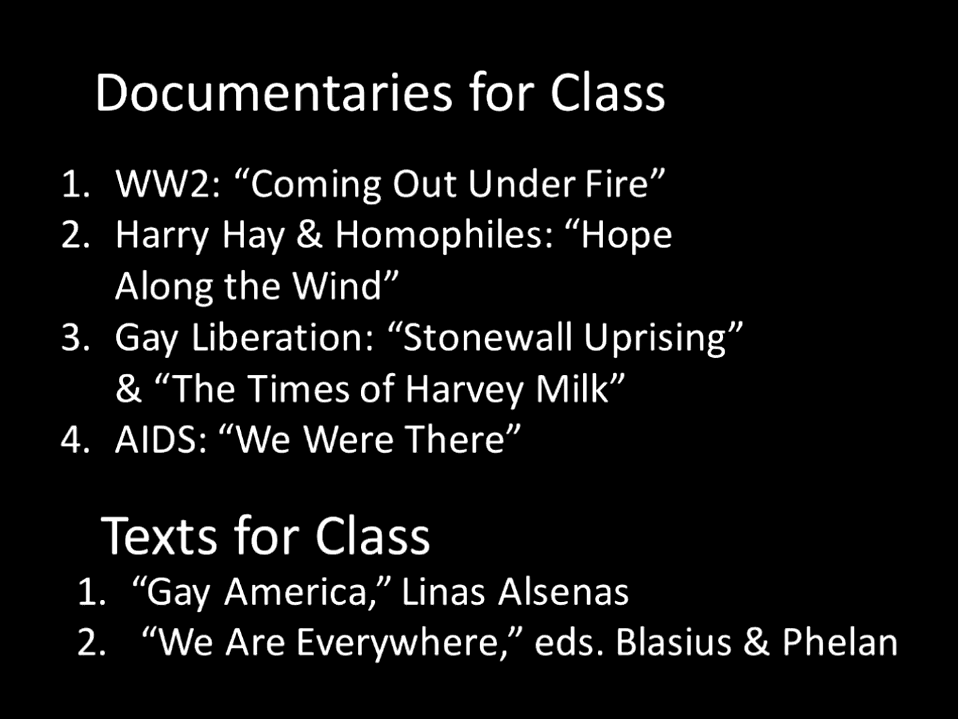 Documentaries for Class
1. WW2: “Coming Out Under Fire”
2. Harry Hay & Homophiles: “Hope
Along the Wind”
3. Gay Liberation: “Stonewall Uprising”
& “The Times of Harvey Milk”
4. AIDS: “We Were There”
Texts for Class
1. “Gay America,” Linas Alsenas
2. “We Are Everywhere,” eds. Blasius & Phelan